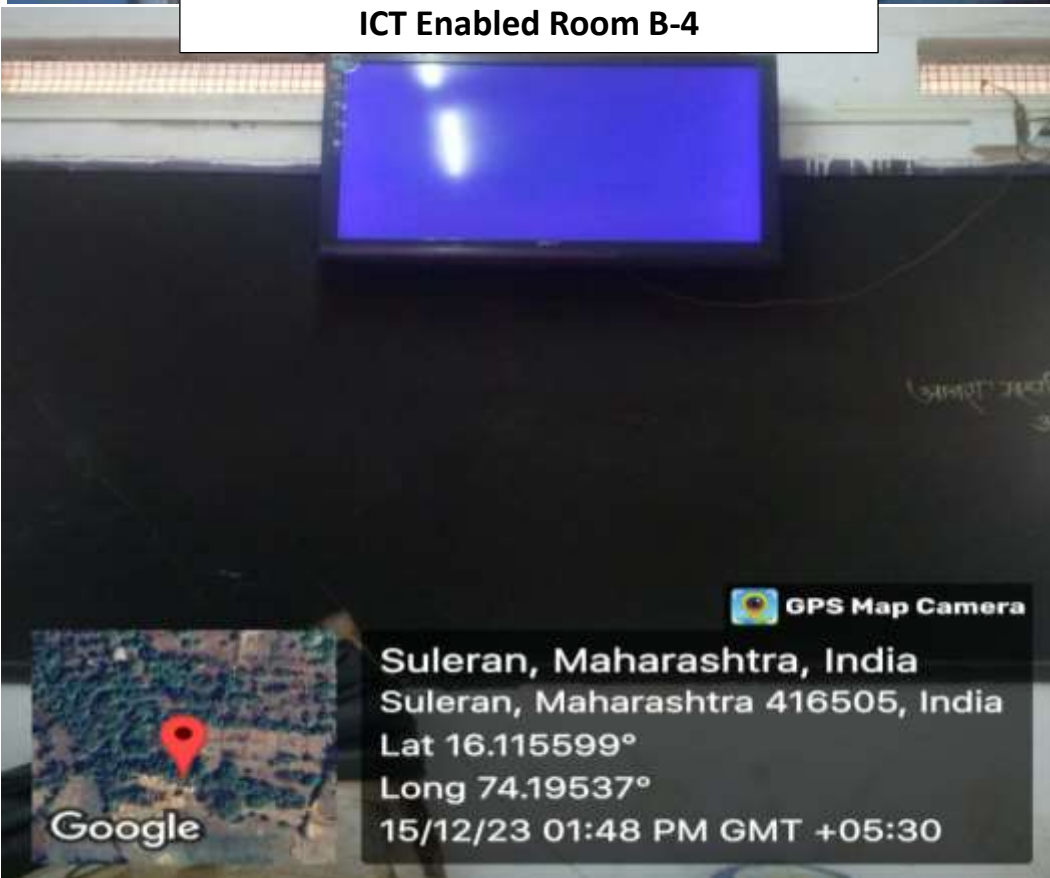 ICT Enabled Room B-4
GPS Map Camera
Suleran, Maharashtra, India
Suleran, Maharashtra 416505, India
Lat 16.115599°
Long 74.19537°
15/12/23 01:48 PM GMT +05:30
Google